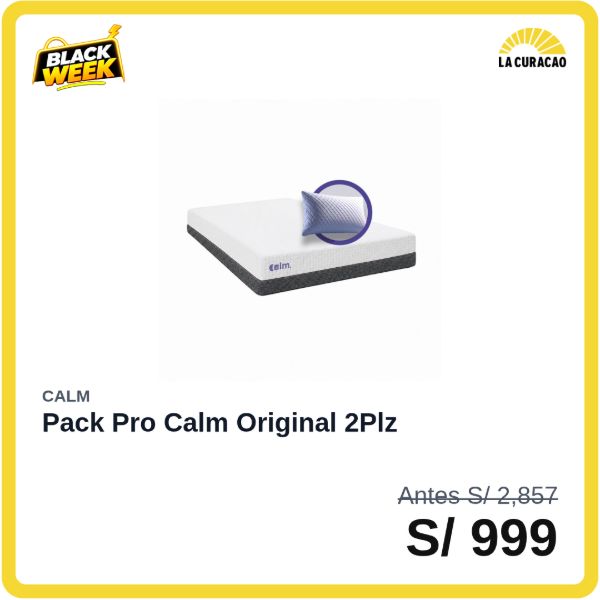 BLACK
WEEK
LA CURACAO
Calm.
CALM
Pack Pro Calm Original 2Plz
Antes S/ 2,857
S/ 999